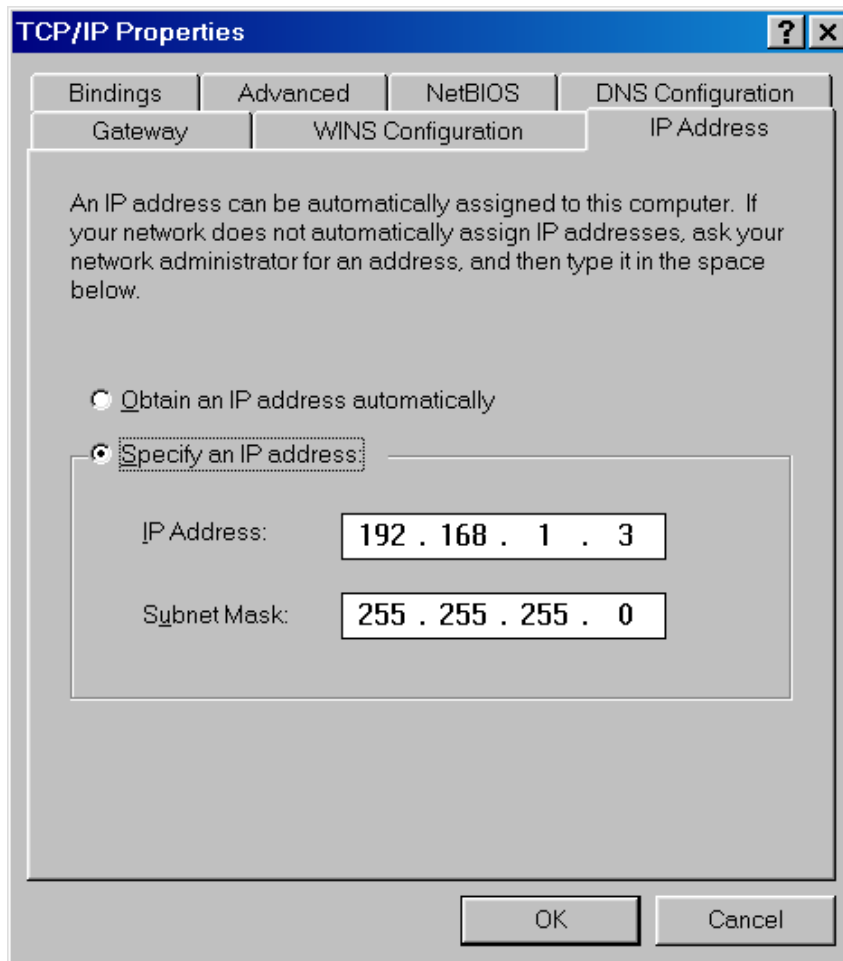 TCP/IP Properties
Bindings Advanced NetBIOS DNS Configuration
Gateway WINS Configuration IP Address
An IP address can be automatically assigned to this computer. If
your network does not automatically assign IP addresses, ask your
network administrator for an address, and then type it in the space
below.
Obtain an IP address automatically
Specify an IP address:
IP Address: 192 . 168 . 1 . 3
Subnet Mask: 255 . 255 . 255 . 0
OK Cancel